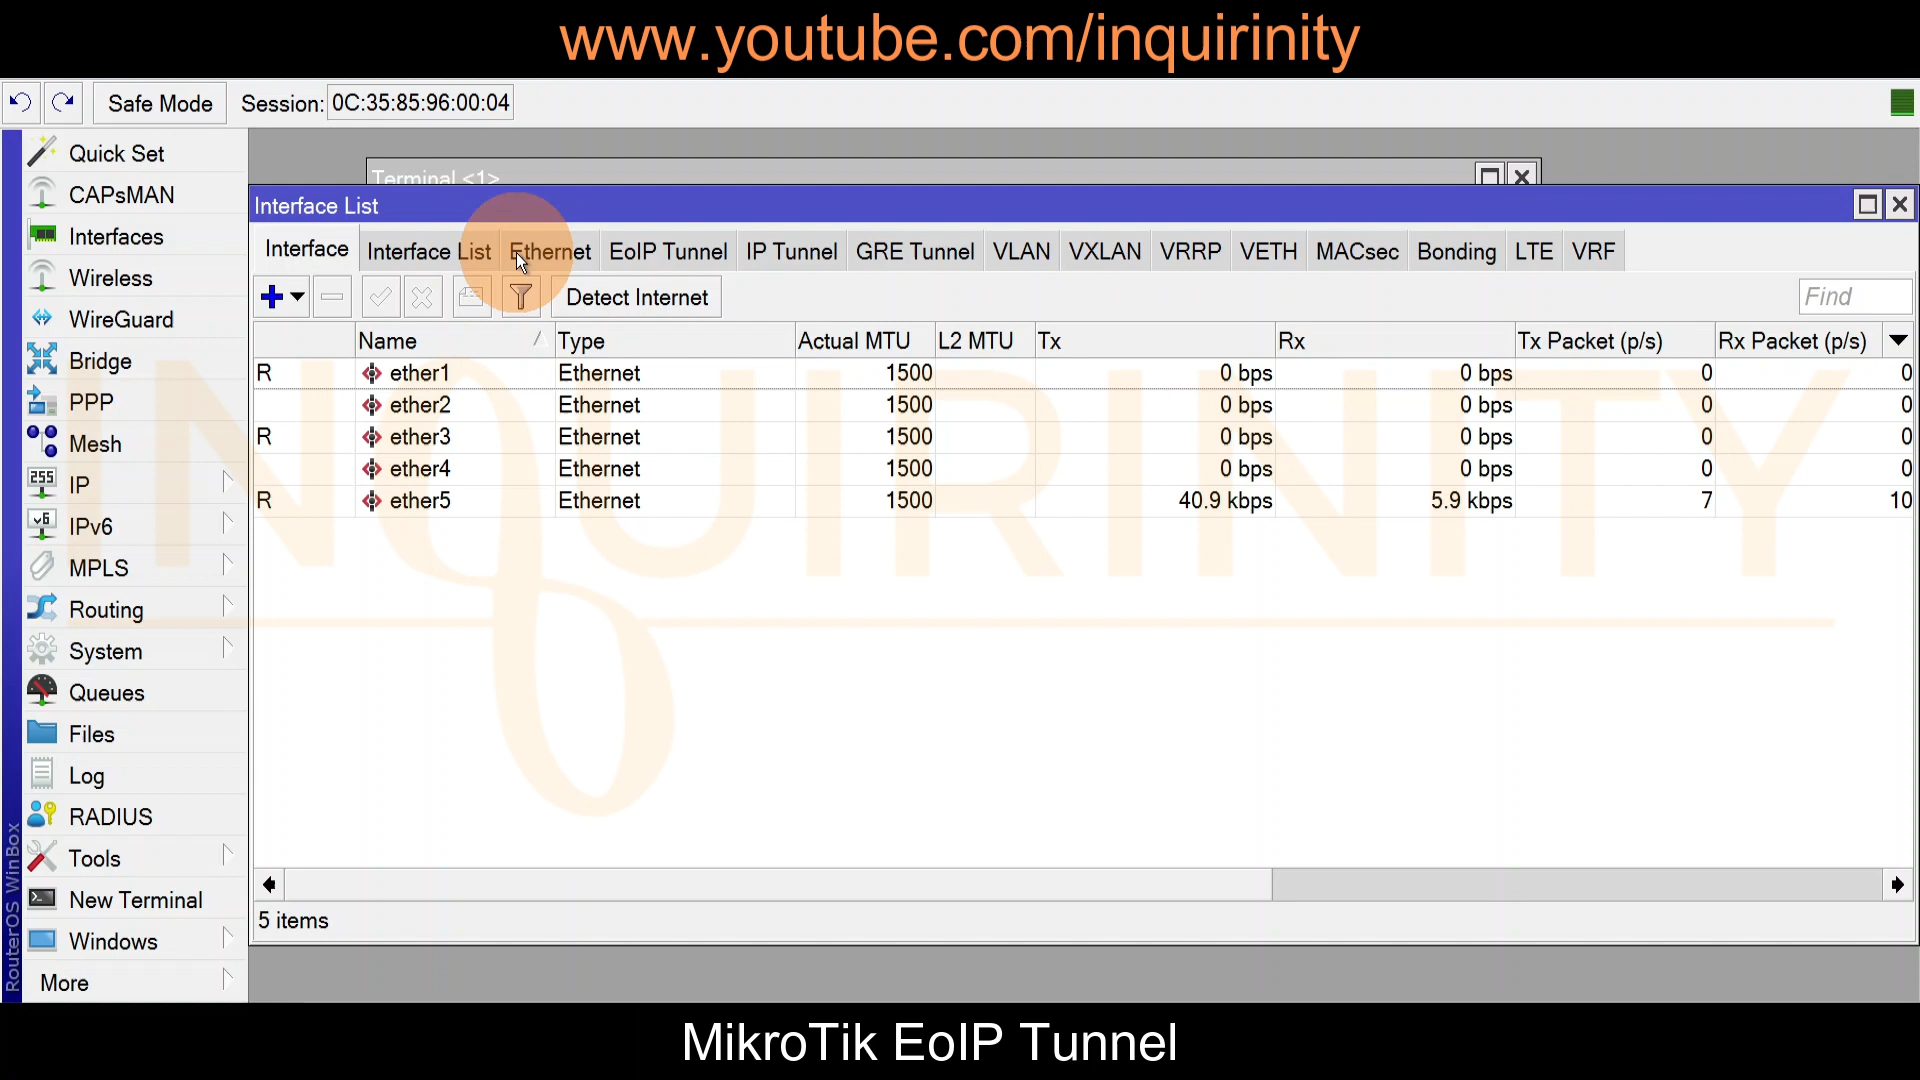 www.youtube.com/inquirinity
Safe Mode Session: 0C:35:85:96:00:04
Terminal <1>
Interface List
Interface Interface List Ethernet EoIP Tunnel IP Tunnel GRE Tunnel VLAN VXLAN VRRP VETH MACsec Bonding LTE VRF
Detect Internet Find
Name Type Actual MTU L2 MTU Tx Rx Tx Packet (p/s) Rx Packet (p/s)
R ether1 Ethernet 1500 0 bps 0 bps 0 0
ether2 Ethernet 1500 0 bps 0 bps 0 0
R ether3 Ethernet 1500 0 bps 0 bps 0 0
ether4 Ethernet 1500 0 bps 0 bps 0 0
R ether5 Ethernet 1500 40.9 kbps 5.9 kbps 7 10
5 items
Quick Set
CAPsMAN
Interfaces
Wireless
WireGuard
Bridge
PPP
Mesh
255 IP
v6 IPv6
MPLS
Routing
System
Queues
Files
Log
RADIUS
Tools
New Terminal
Windows
More
RouterOS WinBox
INQUIRINITY
MikroTik EoIP Tunnel